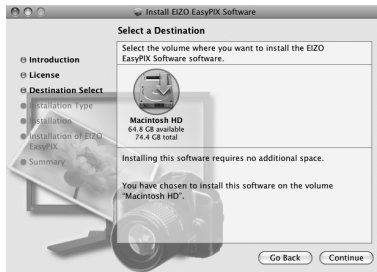 Install EIZO EasyPIX Software
Select a Destination
Introduction
License
Destination Select
Installation Type
Installation
Installation of EIZO
EasyPIX
Summary
Select the volume where you want to install the EIZO
EasyPIX Software software.
Macintosh HD
64.8 GB available
74.4 GB total
Installing this software requires no additional space.
You have chosen to install this software on the volume
"Macintosh HD".
Go Back
Continue